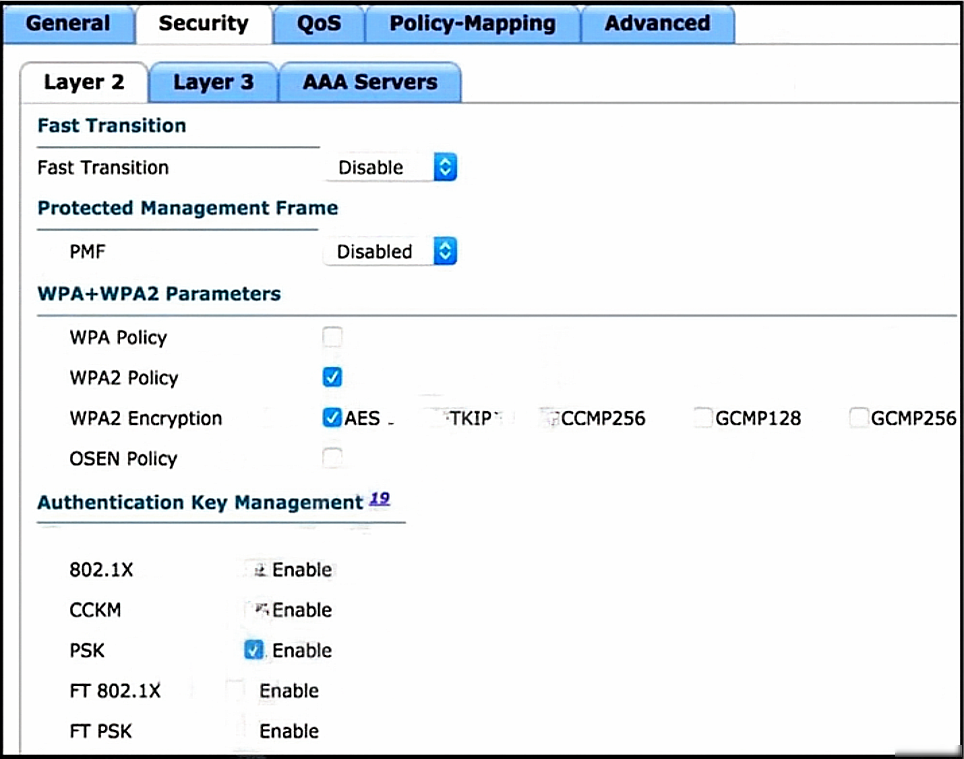 General Security QoS Policy-Mapping Advanced
Layer 2 Layer 3 AAA Servers
Fast Transition
Fast Transition Disable
Protected Management Frame
PMF Disabled
WPA+WPA2 Parameters
WPA Policy
WPA2 Policy
WPA2 Encryption AES TKIP CCMP256 GCMP128 GCMP256
OSEN Policy
Authentication Key Management 19
802.1X Enable
CCKM Enable
PSK Enable
FT 802.1X Enable
FT PSK Enable